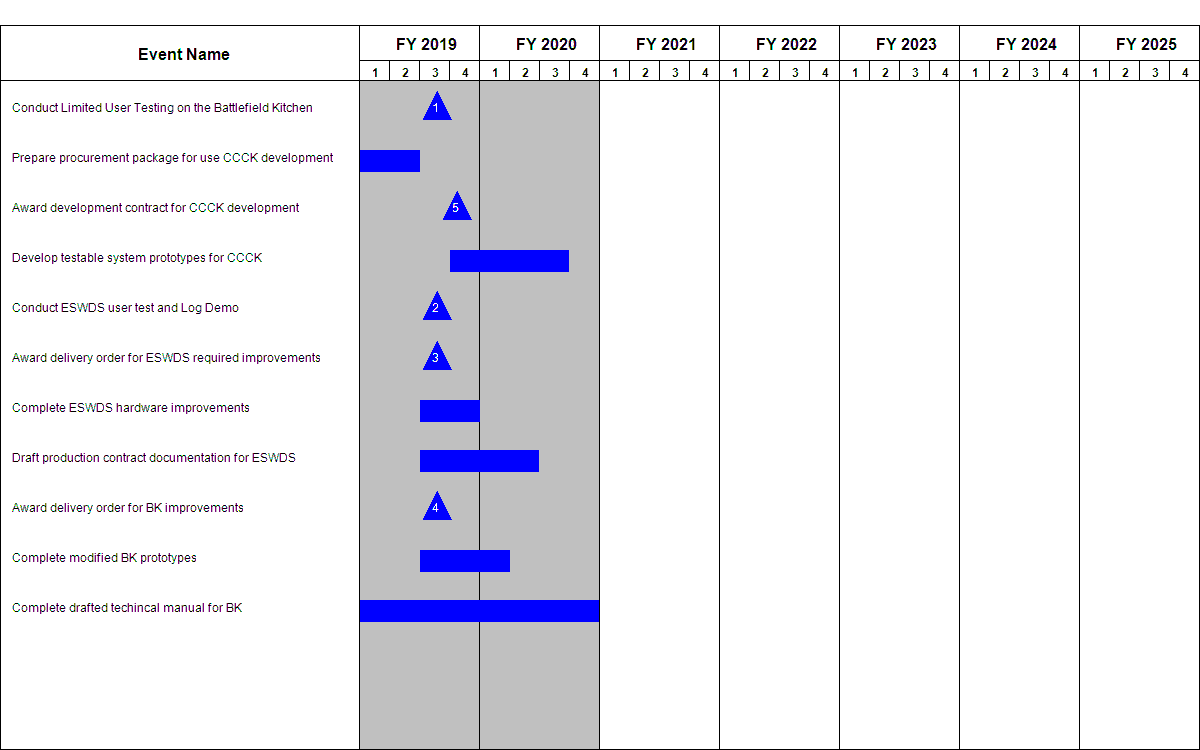 Event Name
FY 2019 FY 2020 FY 2021 FY 2022 FY 2023 FY 2024 FY 2025
1 2 3 4 1 2 3 4 1 2 3 4 1 2 3 4 1 2 3 4 1 2 3 4 1 2 3 4
Conduct Limited User Testing on the Battlefield Kitchen 1
Prepare procurement package for use CCCK development
Award development contract for CCCK development 5
Develop testable system prototypes for CCCK
Conduct ESWDS user test and Log Demo 2
Award delivery order for ESWDS required improvements 3
Complete ESWDS hardware improvements
Draft production contract documentation for ESWDS
Award delivery order for BK improvements 4
Complete modified BK prototypes
Complete drafted techincal manual for BK